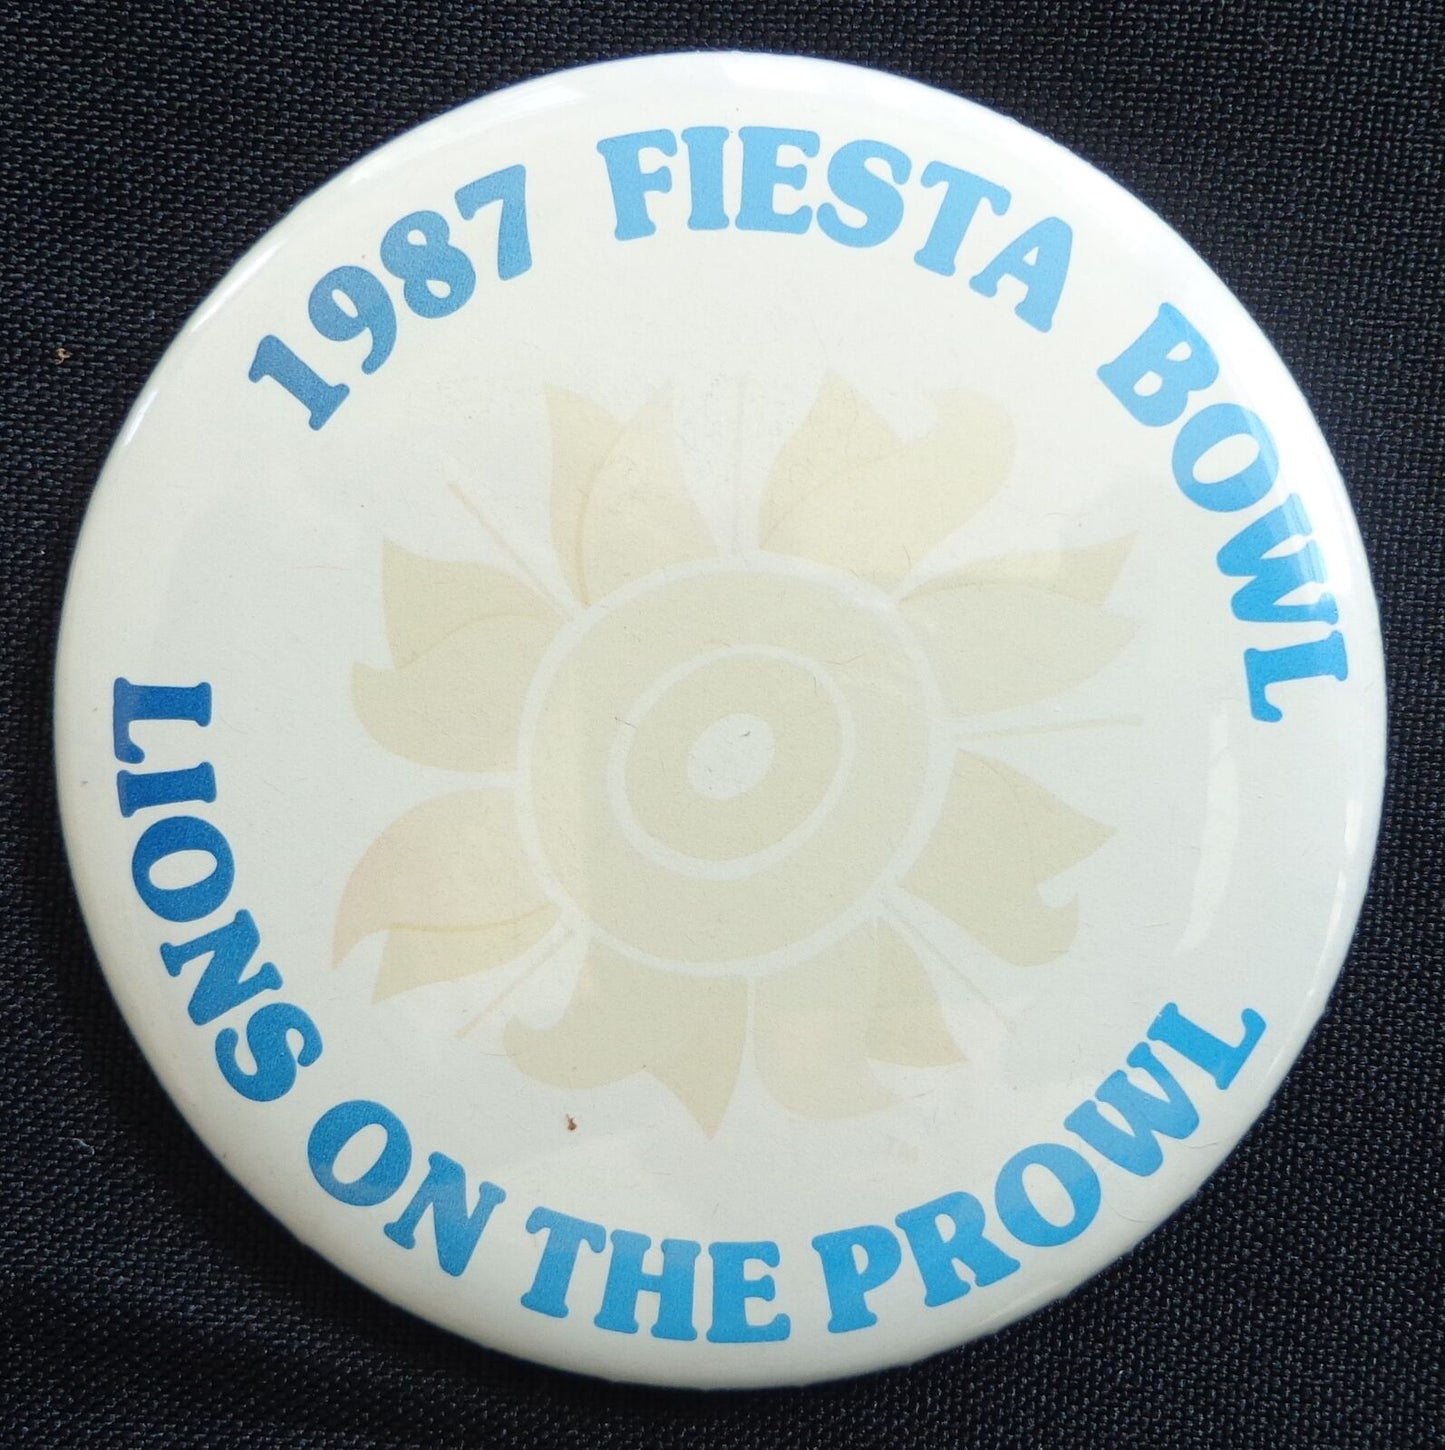 1987 FIESTA BOWL
LIONS ON THE PROWL